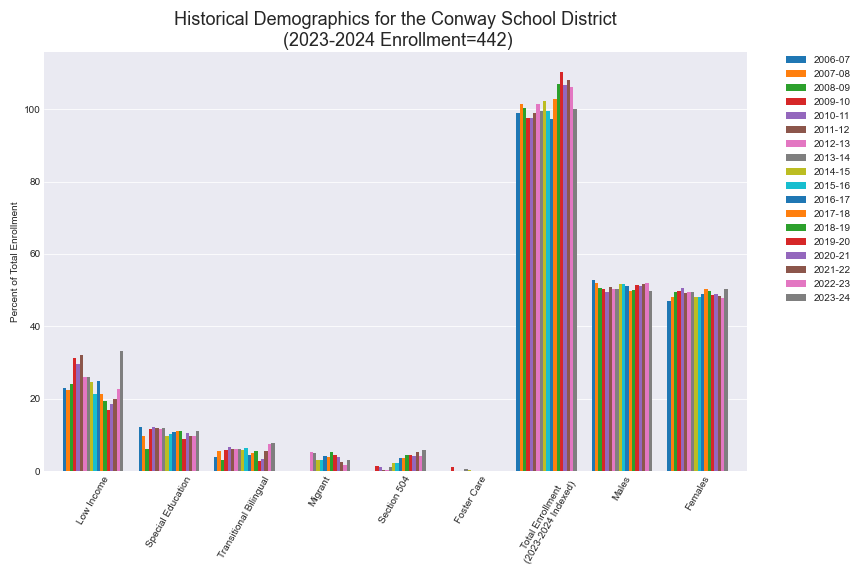 Historical Demographics for the Conway School District
(2023-2024 Enrollment=442)
Percent of Total Enrollment
100
80
60
40
20
0
Low Income
Special Education
Transitional Bilingual
Migrant
Section 504
Foster Care
Total Enrollment
(2023-2024 Indexed)
Males
Females
2006-07
2007-08
2008-09
2009-10
2010-11
2011-12
2012-13
2013-14
2014-15
2015-16
2016-17
2017-18
2018-19
2019-20
2020-21
2021-22
2022-23
2023-24